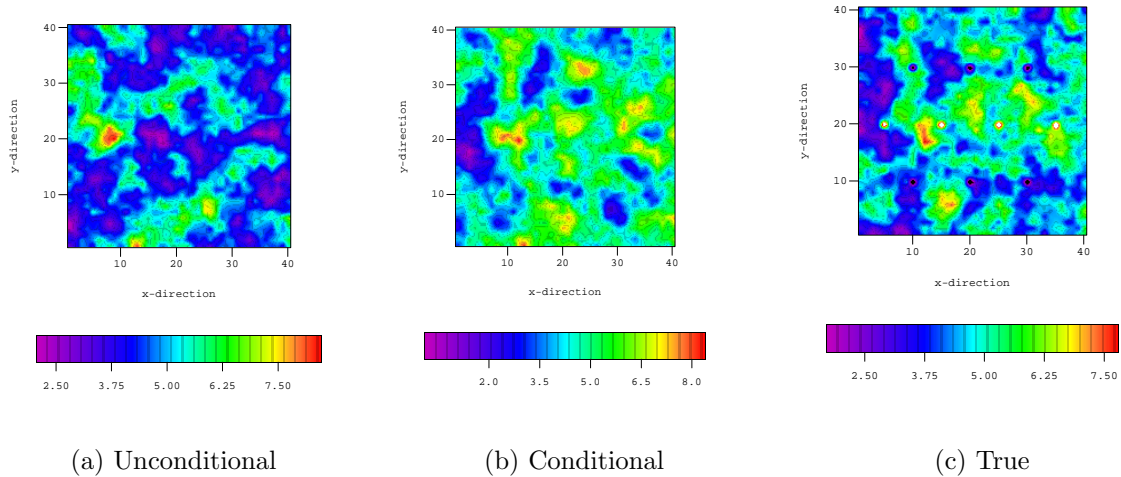 40
30
20
10
y-direction
10 20 30 40
x-direction
2.50 3.75 5.00 6.25 7.50
(a) Unconditional
40
30
20
10
y-direction
10 20 30 40
x-direction
2.0 3.5 5.0 6.5 8.0
(b) Conditional
40
30
20
10
y-direction
10 20 30 40
x-direction
2.50 3.75 5.00 6.25 7.50
(c) True